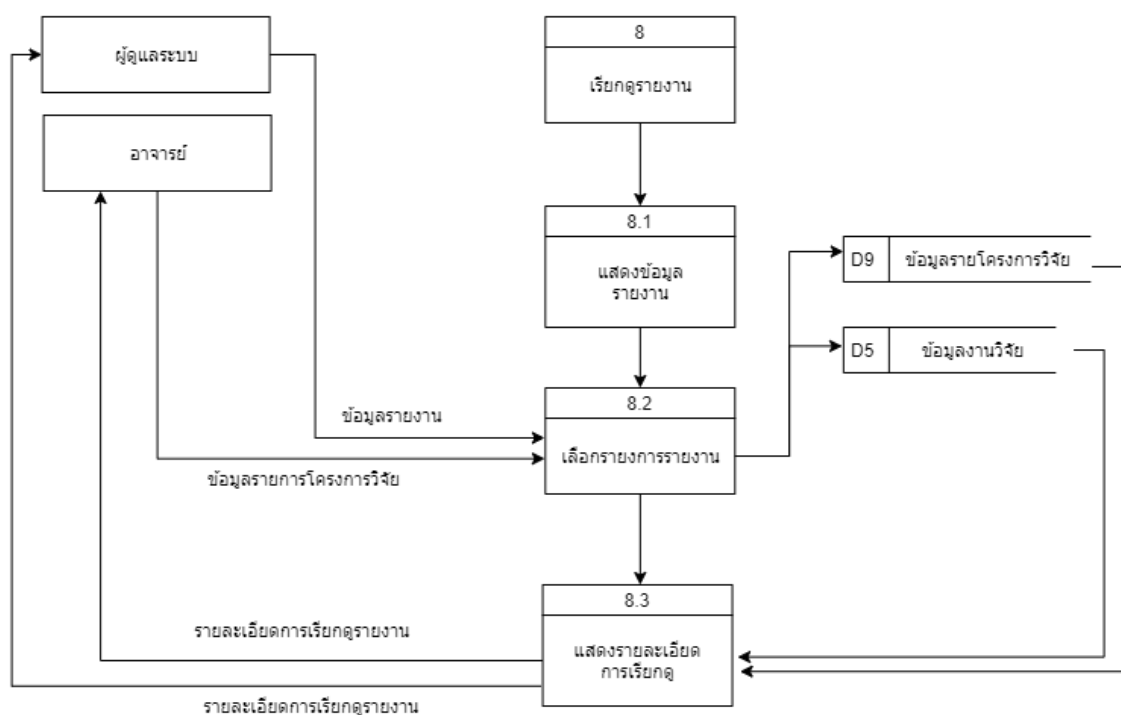 ผู้ดูแลระบบ
อาจารย์
8
เรียกดูรายงาน
8.1
แสดงข้อมูล
รายงาน
D9 ข้อมูลรายโครงการวิจัย
D5 ข้อมูลงานวิจัย
8.2
เลือกรายงการรายงาน
ข้อมูลรายงาน
ข้อมูลรายการโครงการวิจัย
8.3
แสดงรายละเอียด
การเรียกดู
รายละเอียดการเรียกดูรายงาน
รายละเอียดการเรียกดูรายงาน